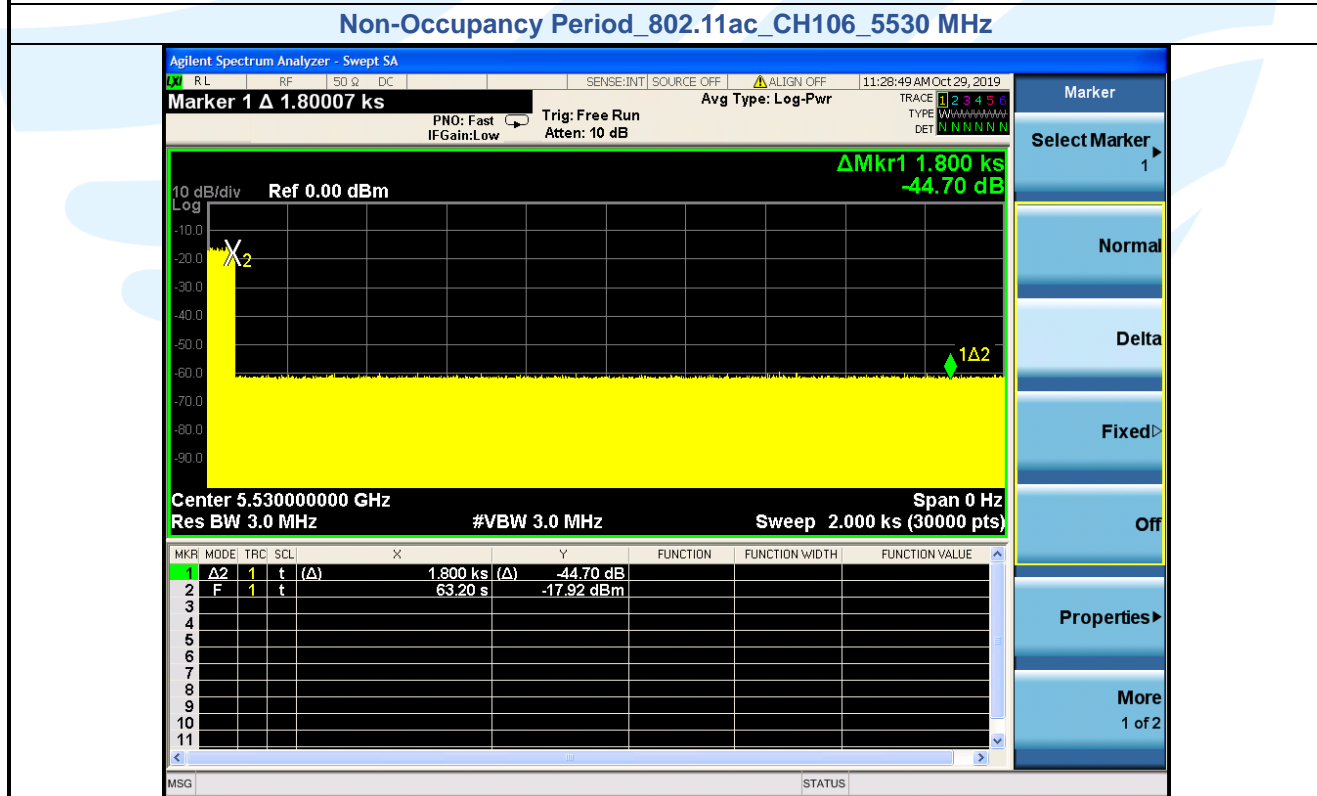 Non-Occupancy Period_802.11ac_CH106_5530 MHz
Agilent Spectrum Analyzer - Swept SA
LXI RL RF 50 Ω DC SENSE:INT SOURCE OFF ALIGN OFF 11:28:49 AM Oct 29, 2019
Marker 1 Δ 1.80007 ks
PNO: Fast
IFGain:Low
Trig: Free Run
Atten: 10 dB
Avg Type: Log-Pwr
TRACE 1 2 3 4 5 6
TYPE WWWWWW
DET N N N N N N
ΔMkr1 1.800 ks
-44.70 dB
10 dB/div Ref 0.00 dBm
Log
-10.0
-20.0
-30.0
-40.0
-50.0
-60.0
-70.0
-80.0
-90.0
X2
1Δ2
Center 5.530000000 GHz Span 0 Hz
Res BW 3.0 MHz #VBW 3.0 MHz Sweep 2.000 ks (30000 pts)
MKR MODE TRC SCL X Y FUNCTION FUNCTION WIDTH FUNCTION VALUE
1 Δ2 1 t (Δ) 1.800 ks (Δ) -44.70 dB
2 F 1 t 63.20 s -17.92 dBm
3
4
5
6
7
8
9
10
11
MSG STATUS
Marker
Select Marker
1
Normal
Delta
Fixed
Off
Properties
More
1 of 2